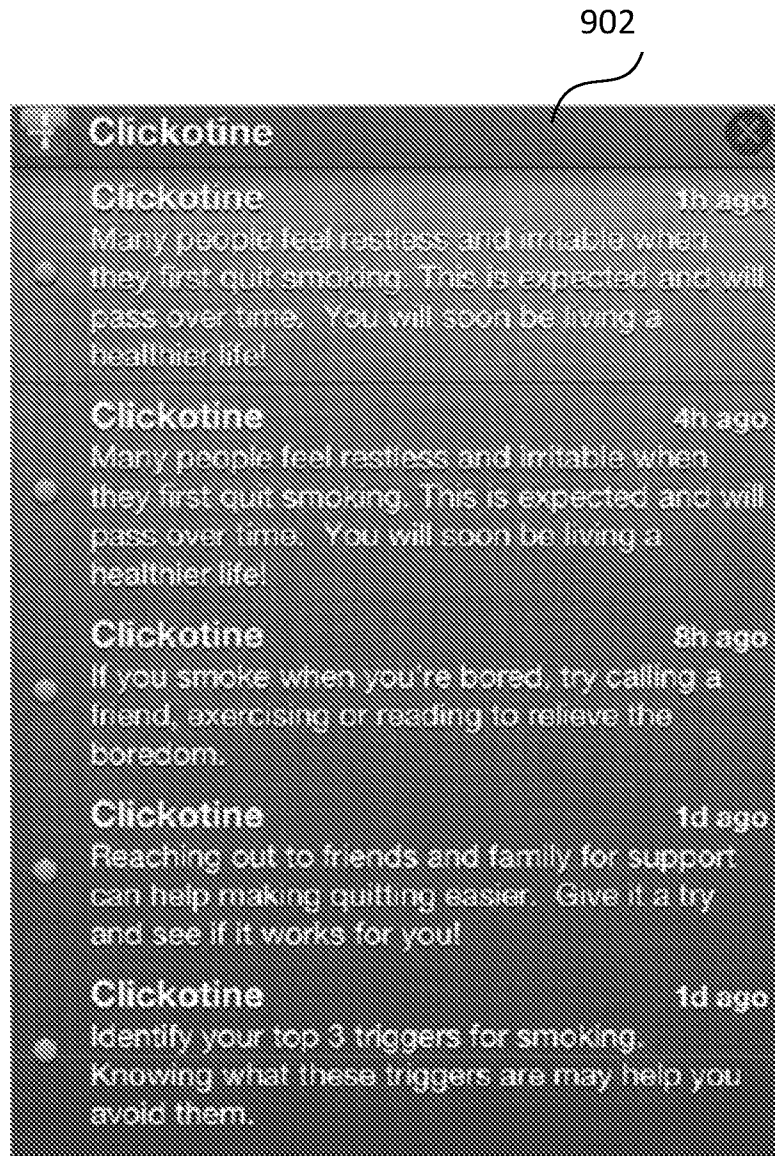 902
Clickotine
Clickotine 1h ago
Many people feel restless and irritable when
they first quit smoking. This is expected and will
pass over time. You will soon be living a
healthier life!
Clickotine 4h ago
Many people feel restless and irritable when
they first quit smoking. This is expected and will
pass over time. You will soon be living a
healthier life!
Clickotine 8h ago
If you smoke when you're bored, try calling a
friend, exercising or reading to relieve the
boredom.
Clickotine 1d ago
Reaching out to friends and family for support
can help making quitting easier. Give it a try
and see if it works for you!
Clickotine 1d ago
Identify your top 3 triggers for smoking.
Knowing what these triggers are may help you
avoid them.